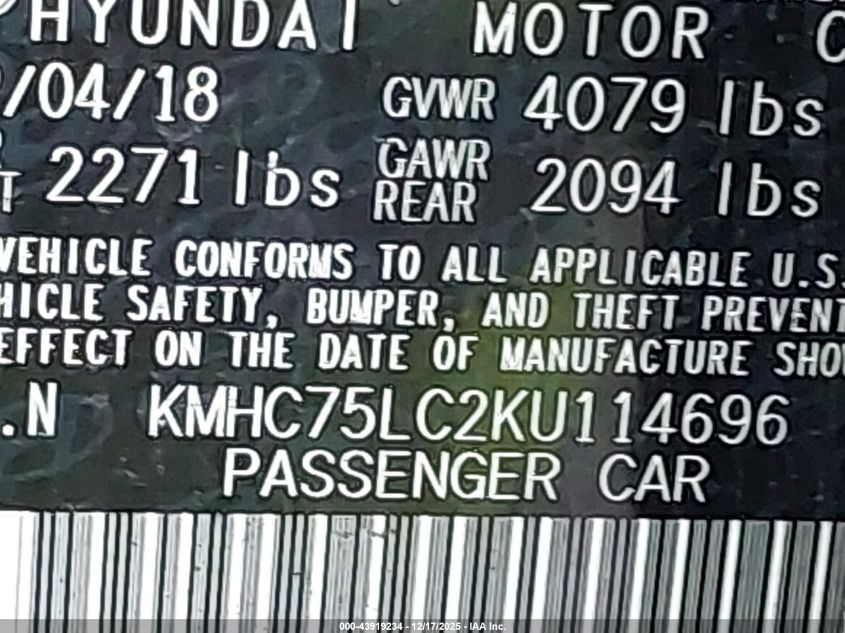 HYUNDAI MOTOR C
/04/18 GVWR 4079 lbs
2271 lbs GAWR REAR 2094 lbs
VEHICLE CONFORMS TO ALL APPLICABLE U.S.
HICLE SAFETY, BUMPER, AND THEFT PREVENT
EFFECT ON THE DATE OF MANUFACTURE SHO
.N KMHC75LC2KU114696
PASSENGER CAR
000-43919234 - 12/17/2025 - IAA Inc.